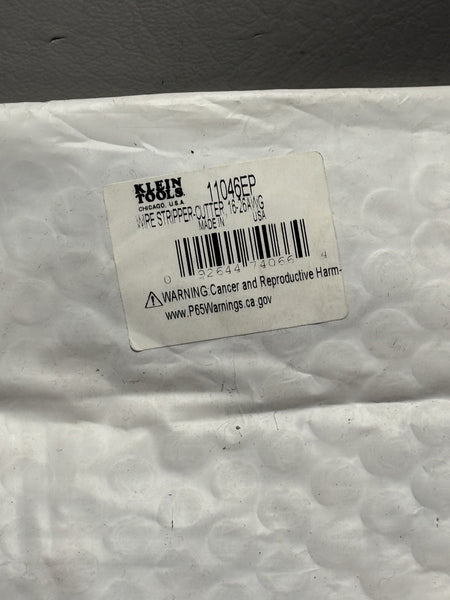 KLEIN TOOLS 11046EP
CHICAGO, U.S.A.
WIRE STRIPPER-CUTTER 16-26AWG
MADE IN USA
0 92644 74066 4
WARNING Cancer and Reproductive Harm-
www.P65Warnings.ca.gov